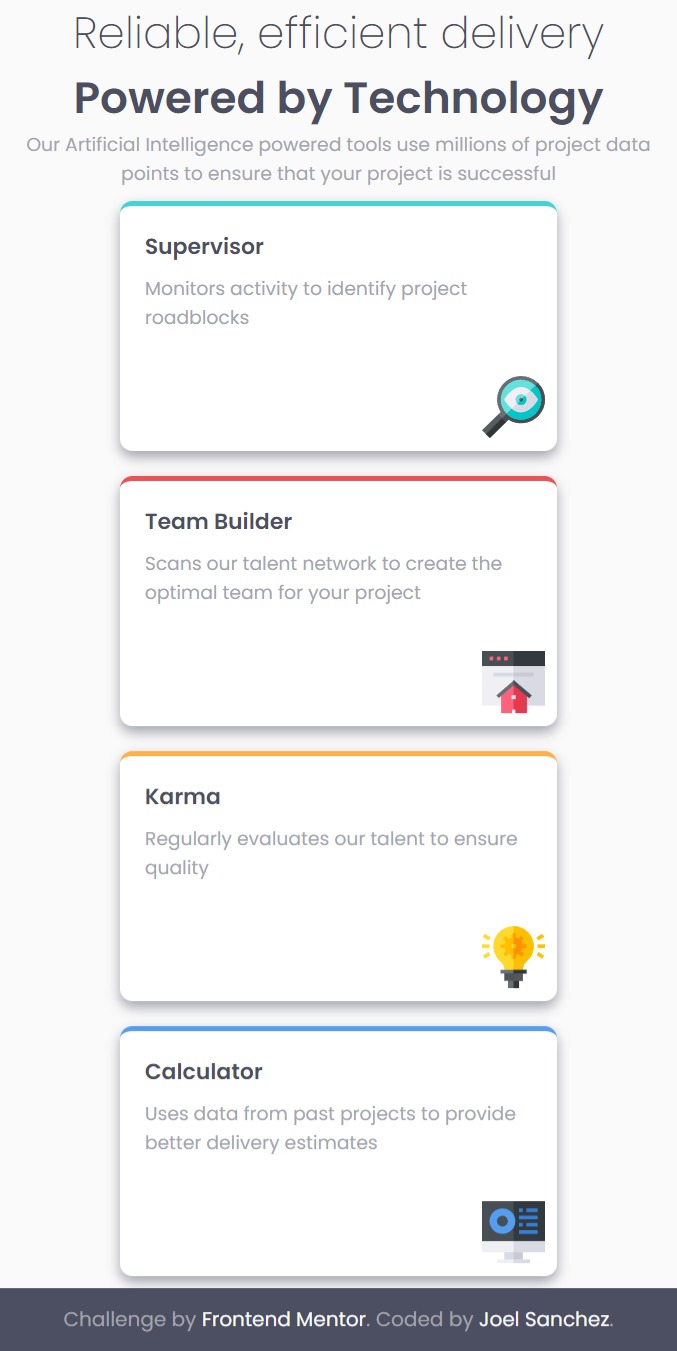 Reliable, efficient delivery
Powered by Technology
Our Artificial Intelligence powered tools use millions of project data
points to ensure that your project is successful
Supervisor
Monitors activity to identify project
roadblocks
Team Builder
Scans our talent network to create the
optimal team for your project
Karma
Regularly evaluates our talent to ensure
quality
Calculator
Uses data from past projects to provide
better delivery estimates
Challenge by Frontend Mentor. Coded by Joel Sanchez.